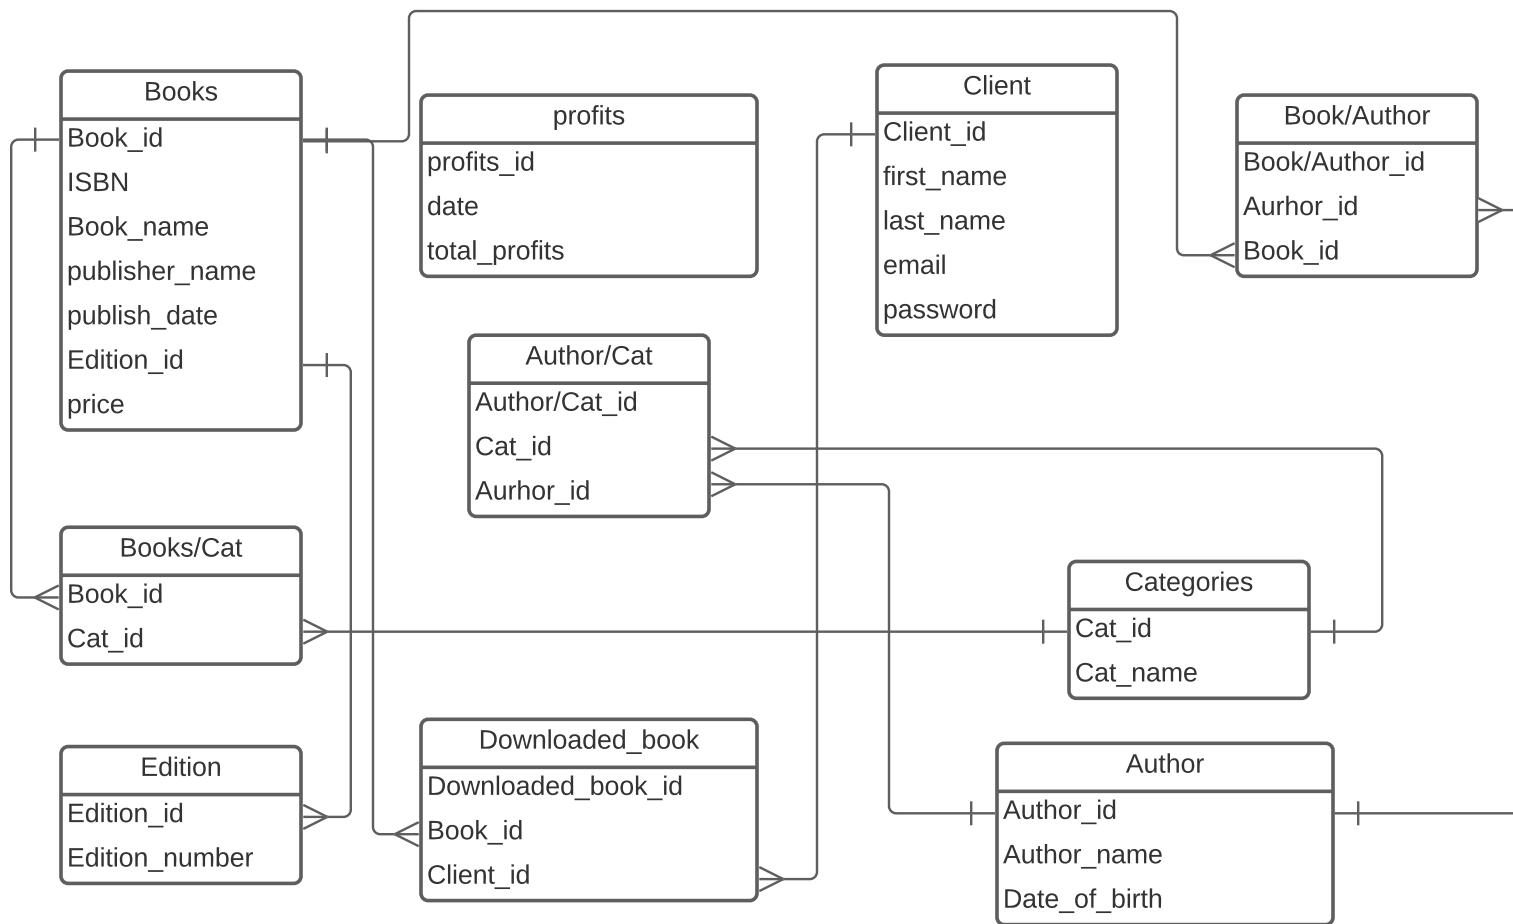 Books
Book_id
ISBN
Book_name
publisher_name
publish_date
Edition_id
price
profits
profits_id
date
total_profits
Client
Client_id
first_name
last_name
email
password
Book/Author
Book/Author_id
Aurhor_id
Book_id
Author/Cat
Author/Cat_id
Cat_id
Aurhor_id
Books/Cat
Book_id
Cat_id
Categories
Cat_id
Cat_name
Edition
Edition_id
Edition_number
Downloaded_book
Downloaded_book_id
Book_id
Client_id
Author
Author_id
Author_name
Date_of_birth